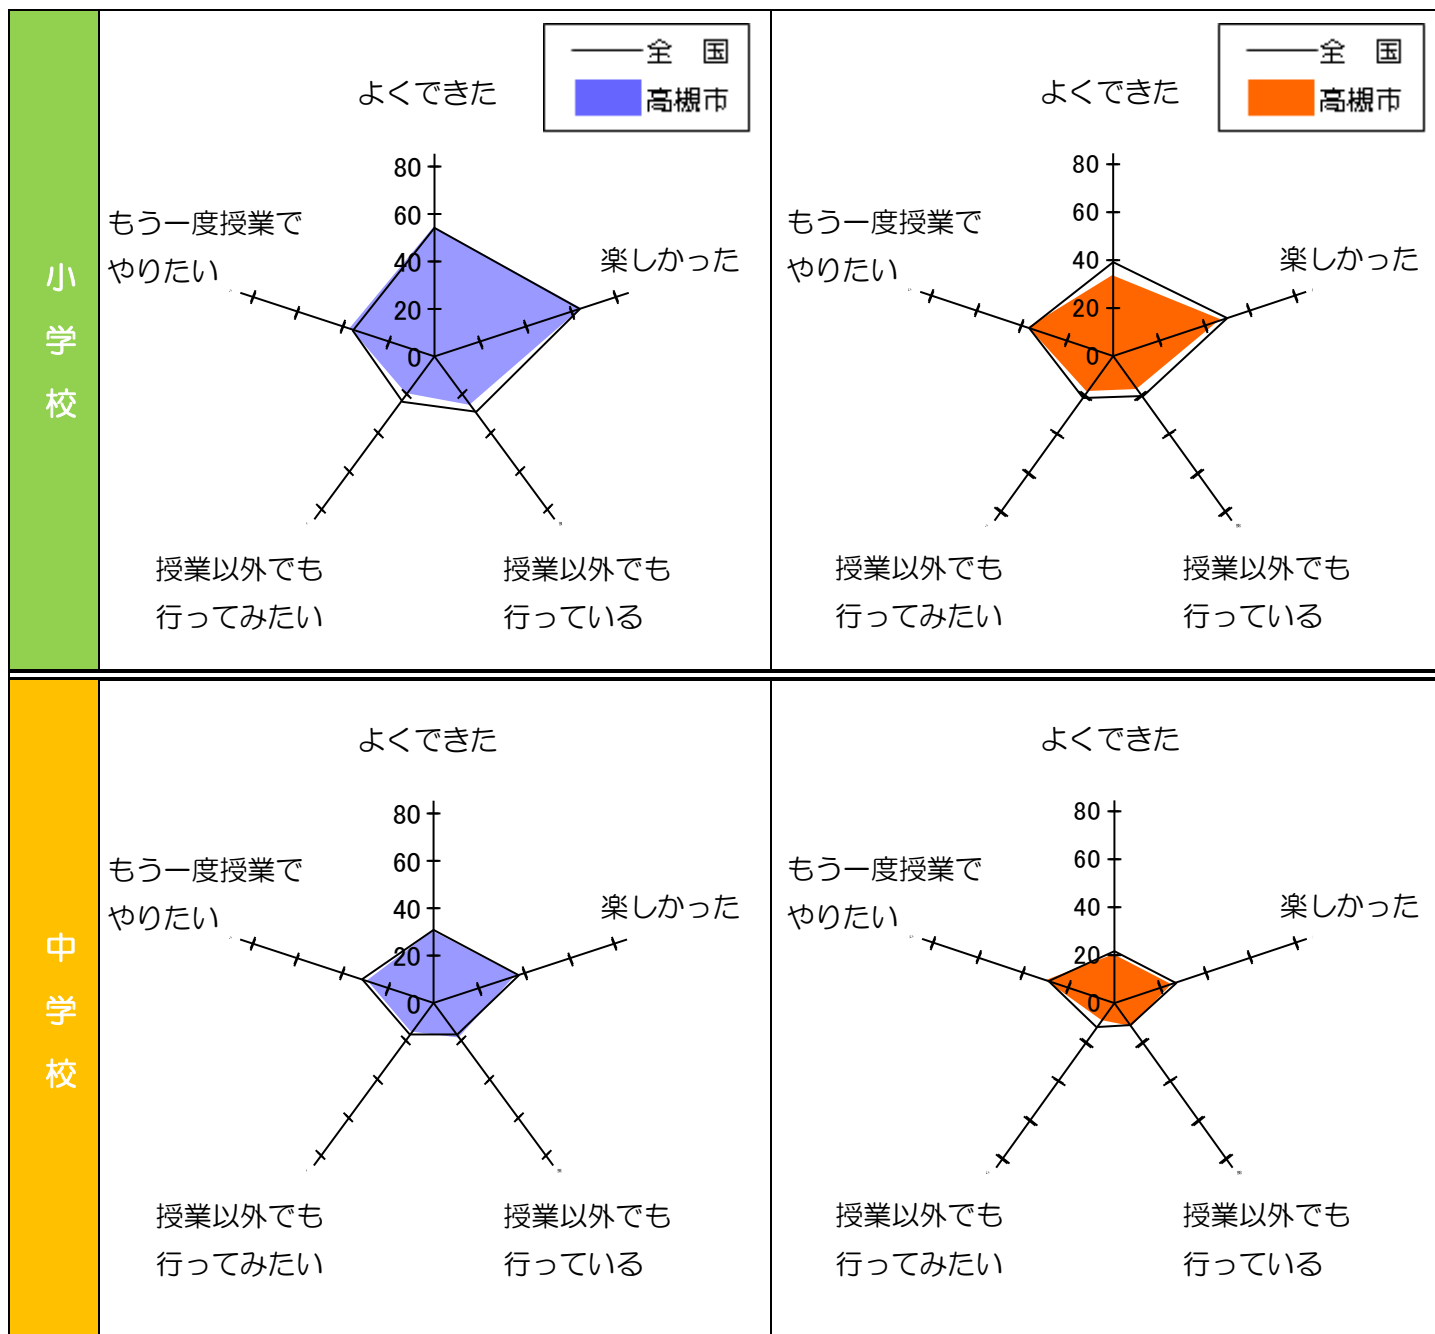 小学校
全　国
高槻市
よくできた
80
60
40
20
0
もう一度授業で
やりたい
楽しかった
授業以外でも
行ってみたい
授業以外でも
行っている
全　国
高槻市
よくできた
80
60
40
20
0
もう一度授業で
やりたい
楽しかった
授業以外でも
行ってみたい
授業以外でも
行っている
中学校
よくできた
80
60
40
20
0
もう一度授業で
やりたい
楽しかった
授業以外でも
行ってみたい
授業以外でも
行っている
よくできた
80
60
40
20
0
もう一度授業で
やりたい
楽しかった
授業以外でも
行ってみたい
授業以外でも
行っている